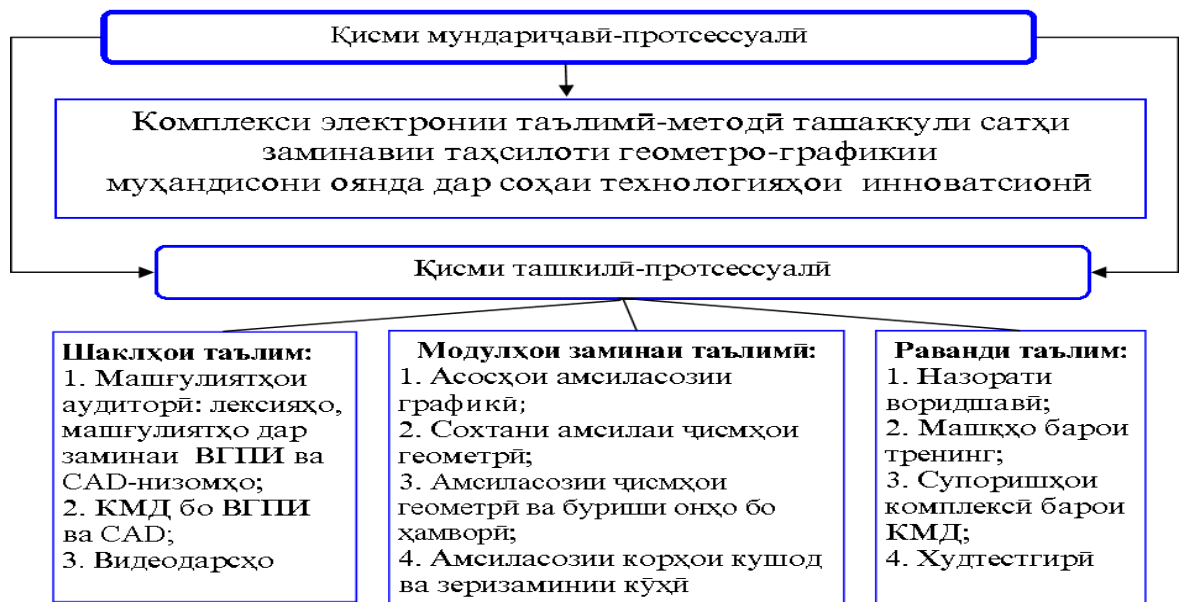 Қисми мундариҷавӣ-протсессуалӣ
Комплекси электронии таълимӣ-методӣ ташаккули сатҳи
заминавии таҳсилоти геометро-графикии
муҳандисони оянда дар соҳаи технологияҳои инноватсионӣ
Қисми ташкилӣ-протсессуалӣ
Шаклҳои таълим:
1. Машғулиятҳои
аудиторӣ: лексияҳо,
машғулиятҳо дар
заминаи ВГПИ ва
CAD-низомҳо;
2. КМД бо ВГПИ
ва CAD;
3. Видеодарсҳо
Модулҳои заминаи таълимӣ:
1. Асосҳои амсиласозии
графикӣ;
2. Сохтани амсилаи ҷисмҳои
геометрӣ;
3. Амсиласозии ҷисмҳои
геометрӣ ва буриши онҳо бо
ҳамворӣ;
4. Амсиласозии корҳои кушод
ва зеризаминии кӯҳӣ
Раванди таълим:
1. Назорати
воридшавӣ;
2. Машқҳо барои
тренинг;
3. Супоришҳои
комплексӣ барои
КМД;
4. Худтестгирӣ